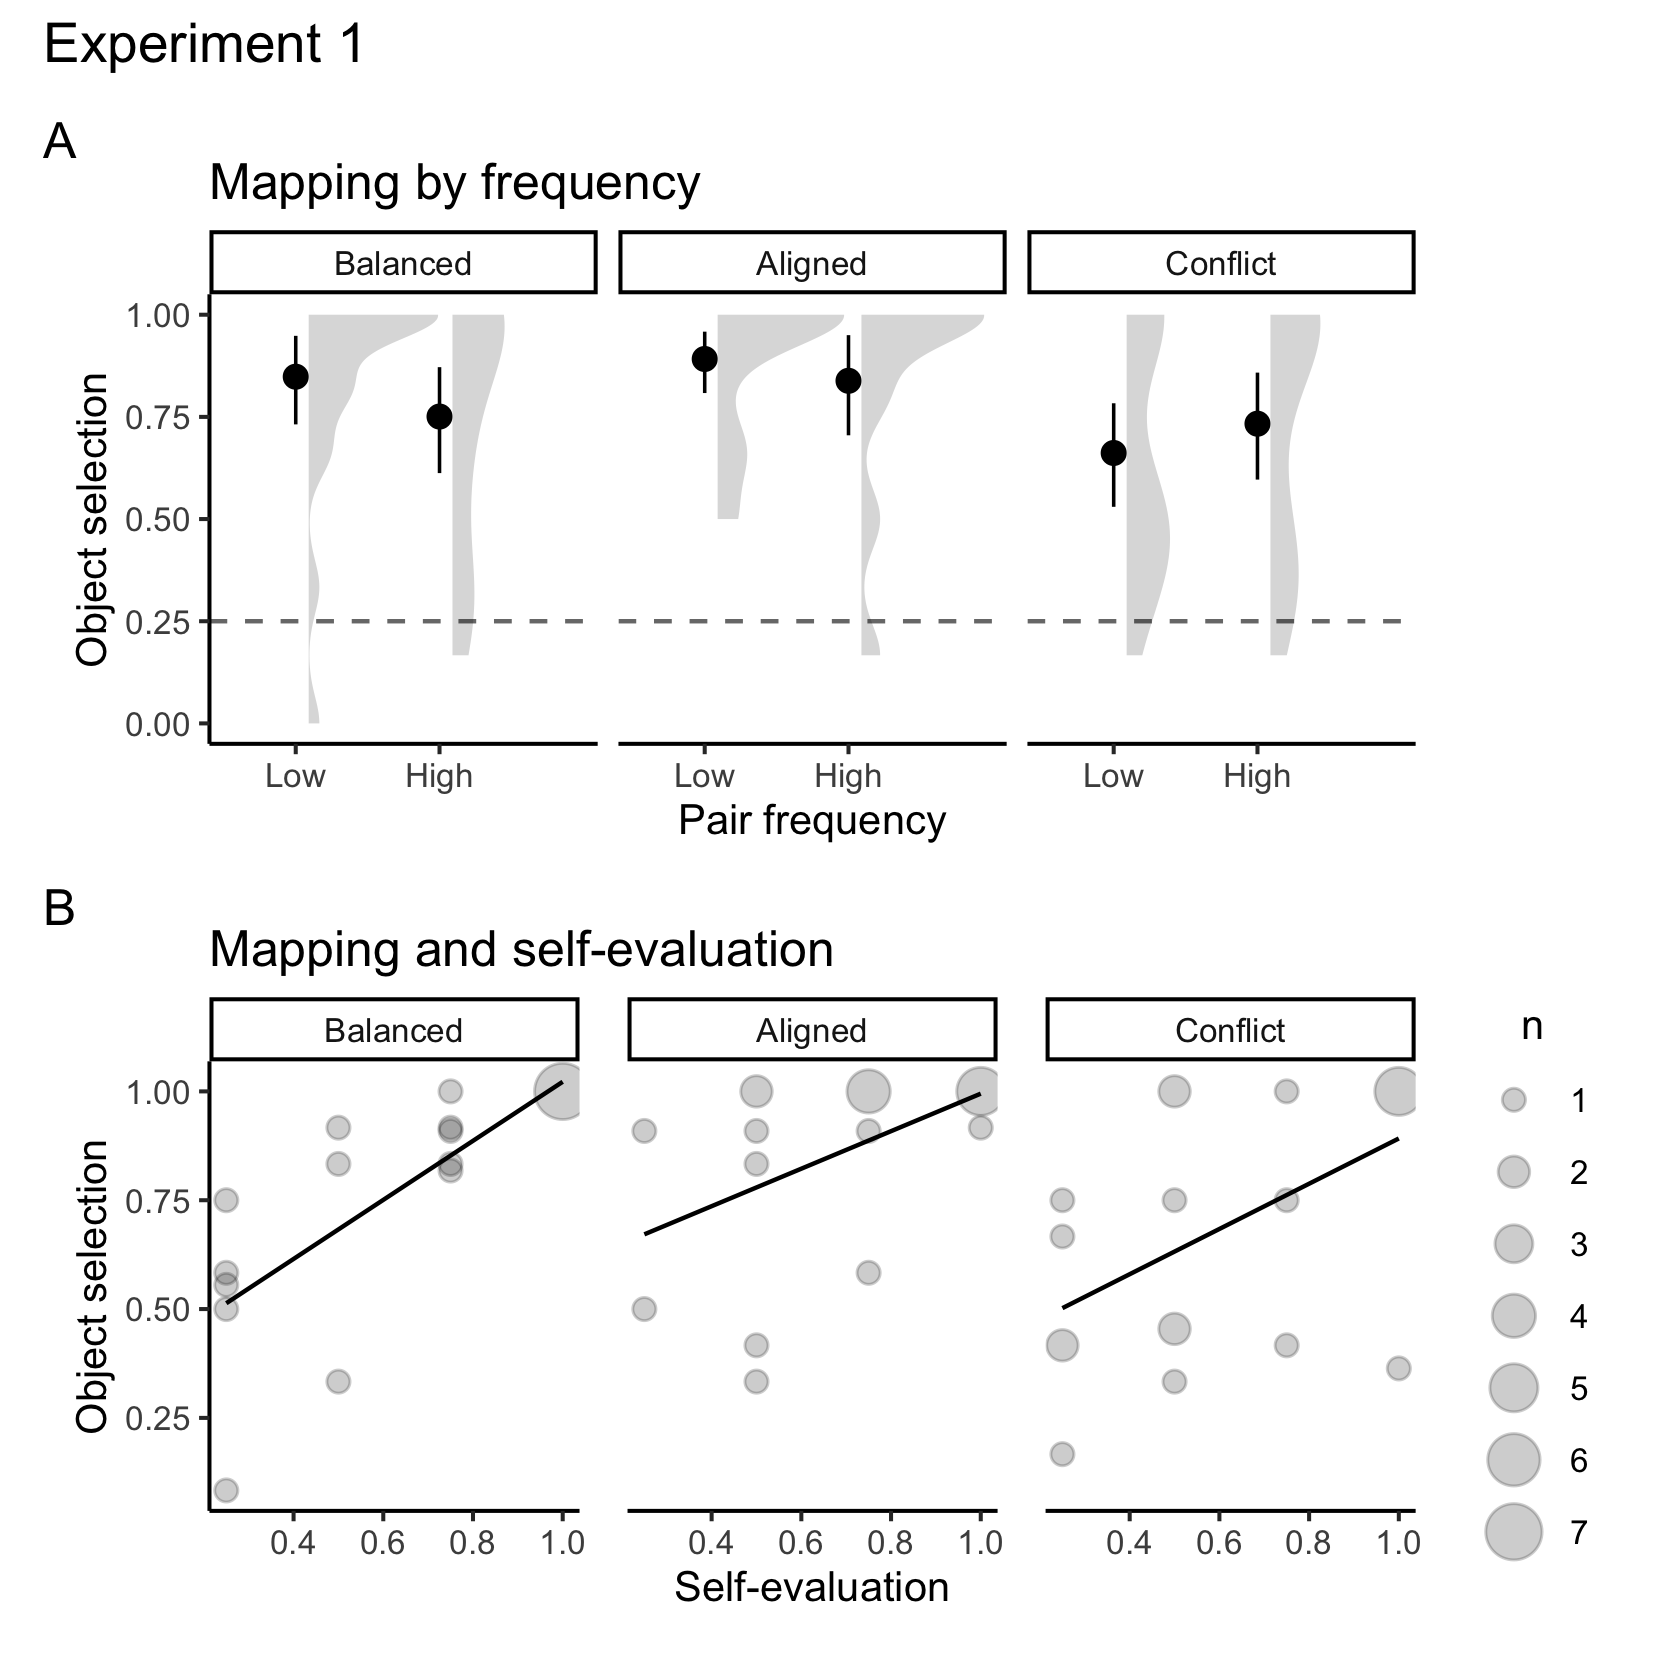 Experiment 1
A
Mapping by frequency
Balanced Aligned Conflict
Object selection
1.00
0.75
0.50
0.25
0.00
Low High Low High Low High
Pair frequency
B
Mapping and self-evaluation
Balanced Aligned Conflict
Object selection
1.00
0.75
0.50
0.25
0.4 0.6 0.8 1.0 0.4 0.6 0.8 1.0 0.4 0.6 0.8 1.0
Self-evaluation
n
1
2
3
4
5
6
7